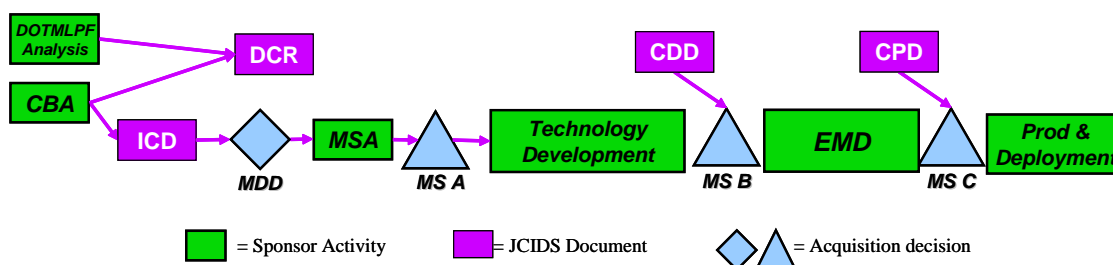 DOTMLPF
Analysis
DCR
CDD
CPD
CBA
ICD
MDD
MSA
MS A
Technology
Development
MS B
EMD
MS C
Prod &
Deployment
= Sponsor Activity
= JCIDS Document
= Acquisition decision